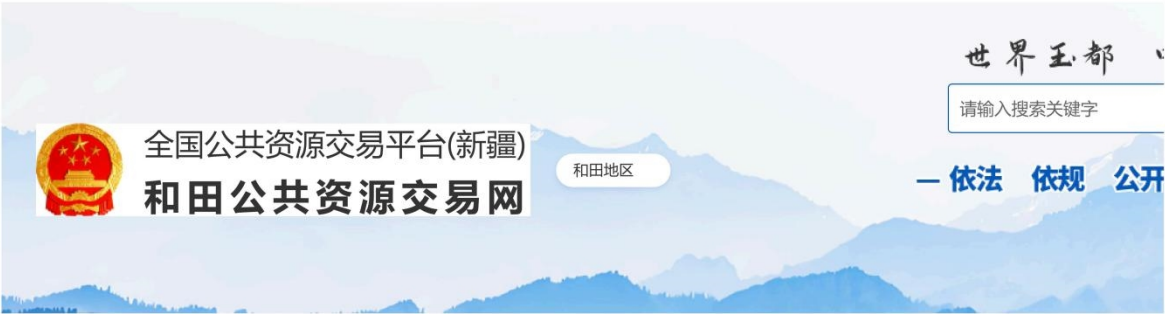 世界玉都
请输入搜索关键字
全国公共资源交易平台(新疆)
和田公共资源交易网
和田地区
— 依法 依规 公开